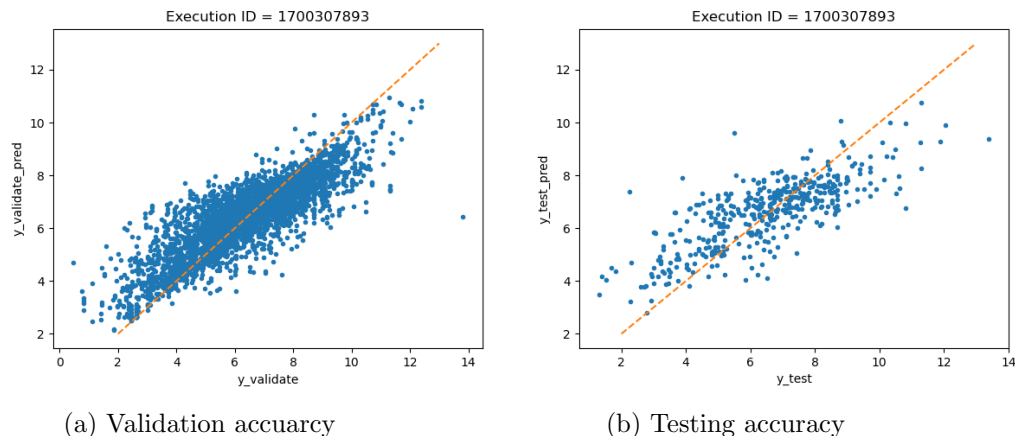 Execution ID = 1700307893
12
10
8
6
4
2
y_validate_pred
0 2 4 6 8 10 12 14
y_validate
(a) Validation accuarcy
Execution ID = 1700307893
12
10
8
6
4
2
y_test_pred
2 4 6 8 10 12 14
y_test
(b) Testing accuracy